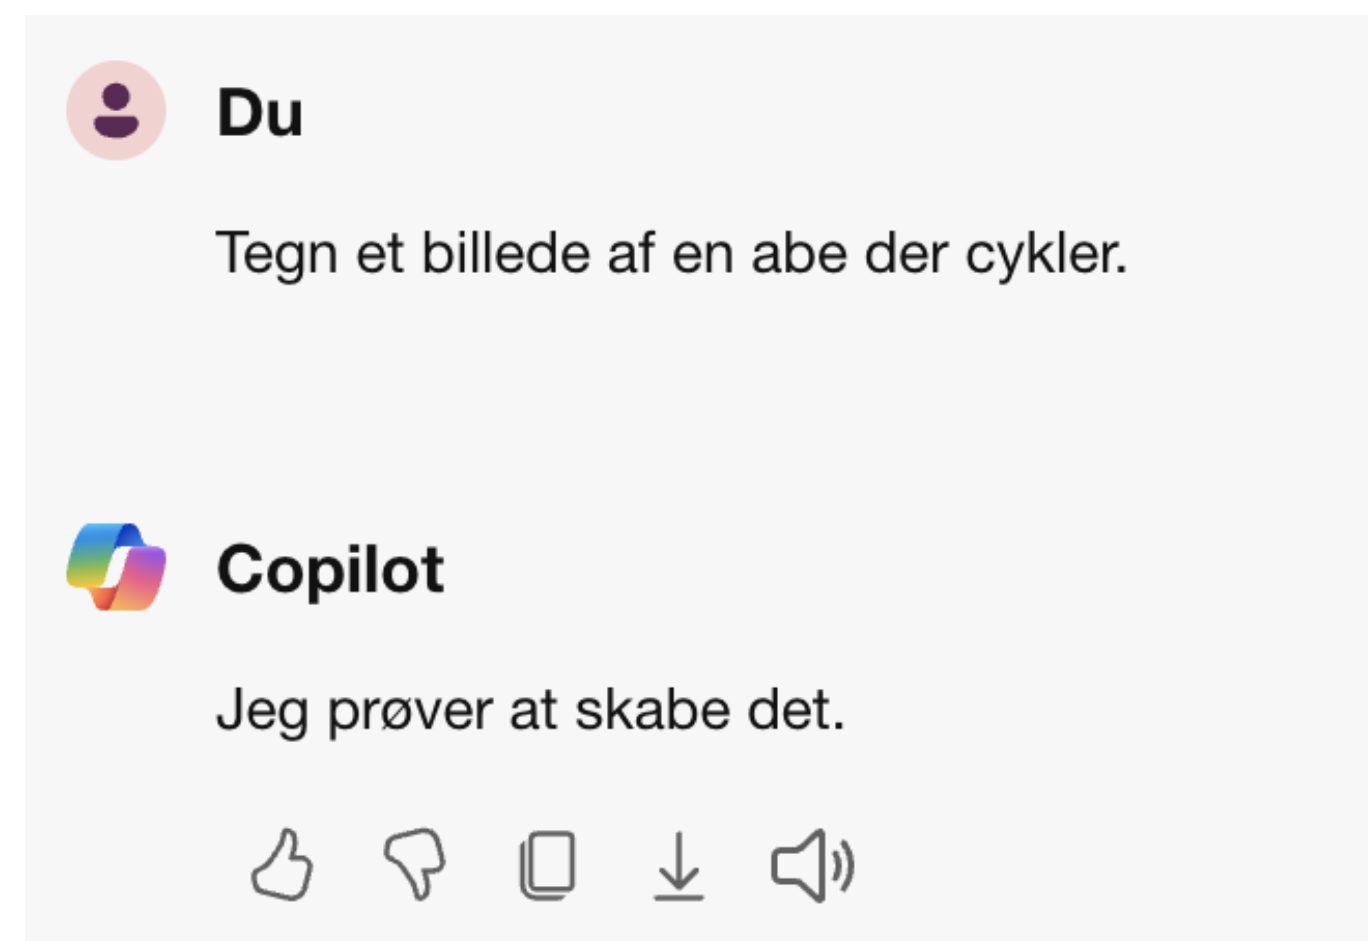 Du
Tegn et billede af en abe der cykler.
Copilot
Jeg prøver at skabe det.